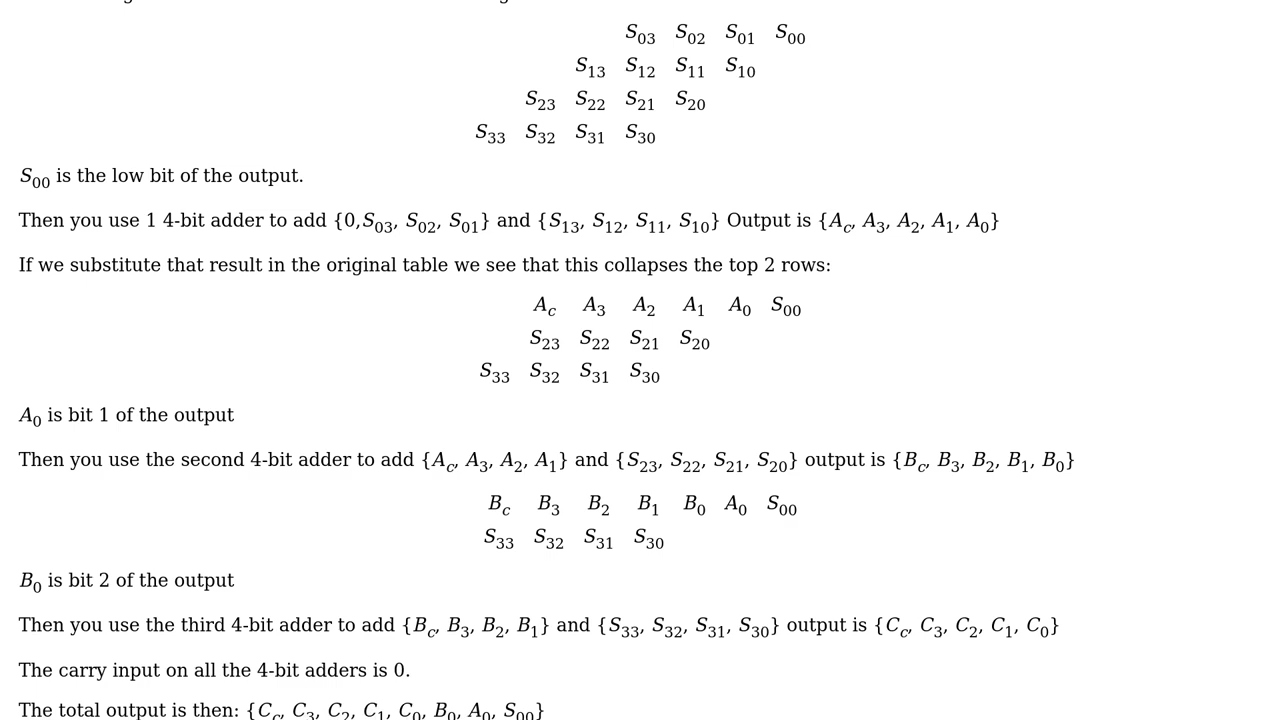 S₀₃ S₀₂ S₀₁ S₀₀
S₁₃ S₁₂ S₁₁ S₁₀
S₂₃ S₂₂ S₂₁ S₂₀
S₃₃ S₃₂ S₃₁ S₃₀
S₀₀ is the low bit of the output.
Then you use 1 4-bit adder to add {0,S₀₃, S₀₂, S₀₁} and {S₁₃, S₁₂, S₁₁, S₁₀} Output is {A_c, A₃, A₂, A₁, A₀}
If we substitute that result in the original table we see that this collapses the top 2 rows:
A_c A₃ A₂ A₁ A₀ S₀₀
S₂₃ S₂₂ S₂₁ S₂₀
S₃₃ S₃₂ S₃₁ S₃₀
A₀ is bit 1 of the output
Then you use the second 4-bit adder to add {A_c, A₃, A₂, A₁} and {S₂₃, S₂₂, S₂₁, S₂₀} output is {B_c, B₃, B₂, B₁, B₀}
B_c B₃ B₂ B₁ B₀ A₀ S₀₀
S₃₃ S₃₂ S₃₁ S₃₀
B₀ is bit 2 of the output
Then you use the third 4-bit adder to add {B_c, B₃, B₂, B₁} and {S₃₃, S₃₂, S₃₁, S₃₀} output is {C_c, C₃, C₂, C₁, C₀}
The carry input on all the 4-bit adders is 0.
The total output is then: {C_c, C₃, C₂, C₁, C₀, B₀, A₀, S₀₀}